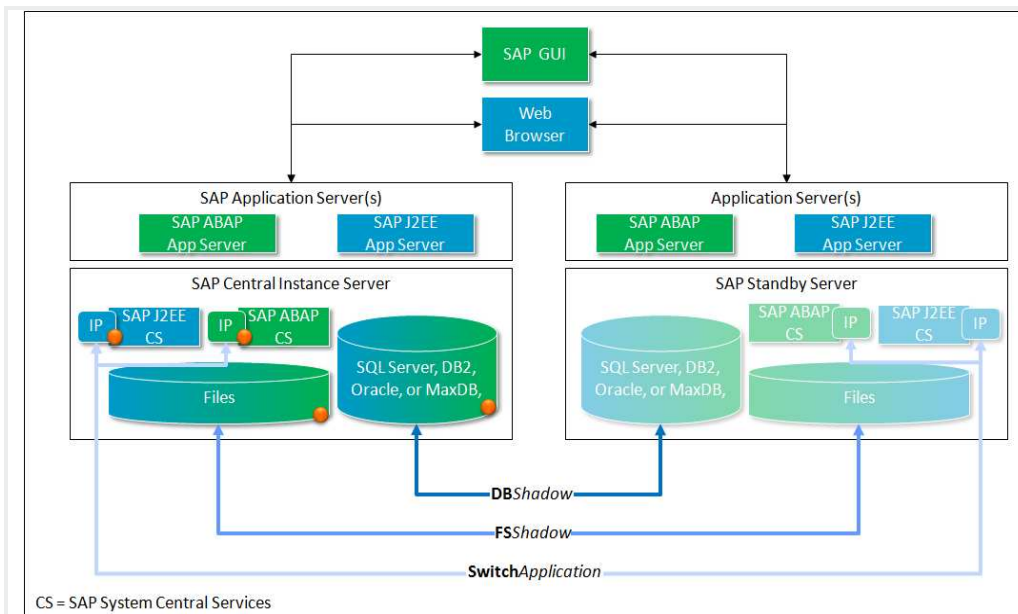 SAP GUI
Web
Browser
SAP Application Server(s)
SAP ABAP
App Server
SAP J2EE
App Server
Application Server(s)
SAP ABAP
App Server
SAP J2EE
App Server
SAP Central Instance Server
IP
SAP J2EE
CS
IP
SAP ABAP
CS
Files
SQL Server, DB2,
Oracle, or MaxDB,
SAP Standby Server
SQL Server, DB2,
Oracle, or MaxDB,
SAP ABAP
CS
IP
SAP J2EE
CS
IP
Files
DBShadow
FSShadow
SwitchApplication
CS = SAP System Central Services